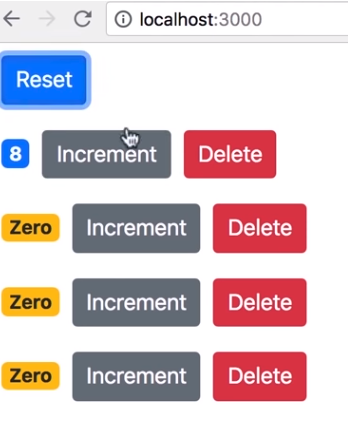 localhost:3000
Reset
8 Increment Delete
Zero Increment Delete
Zero Increment Delete
Zero Increment Delete